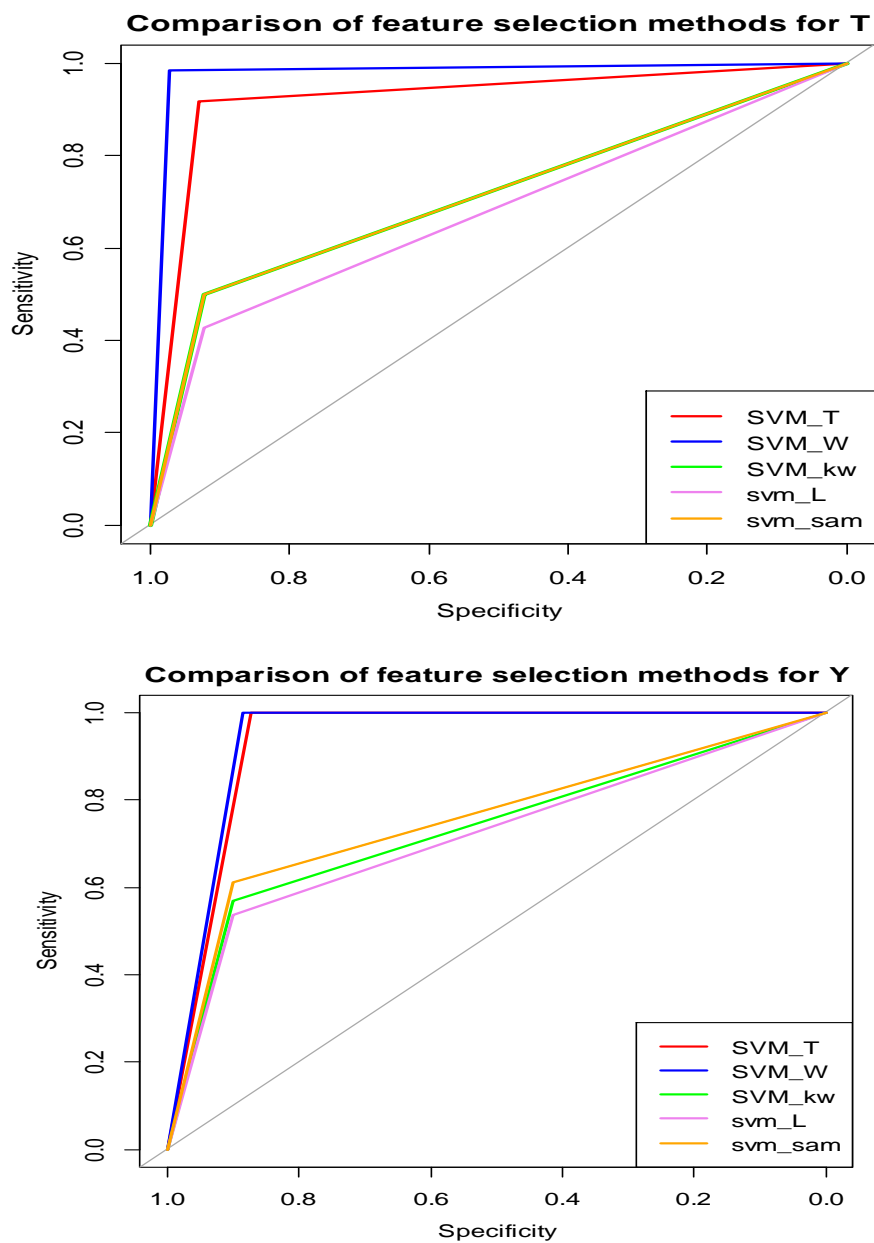 Comparison of feature selection methods for T
1.0
0.8
0.6
0.4
0.2
0.0
Sensitivity
SVM_T
SVM_W
SVM_kw
svm_L
svm_sam
1.0 0.8 0.6 0.4 0.2 0.0
Specificity
Comparison of feature selection methods for Y
1.0
0.8
0.6
0.4
0.2
0.0
Sensitivity
SVM_T
SVM_W
SVM_kw
svm_L
svm_sam
1.0 0.8 0.6 0.4 0.2 0.0
Specificity